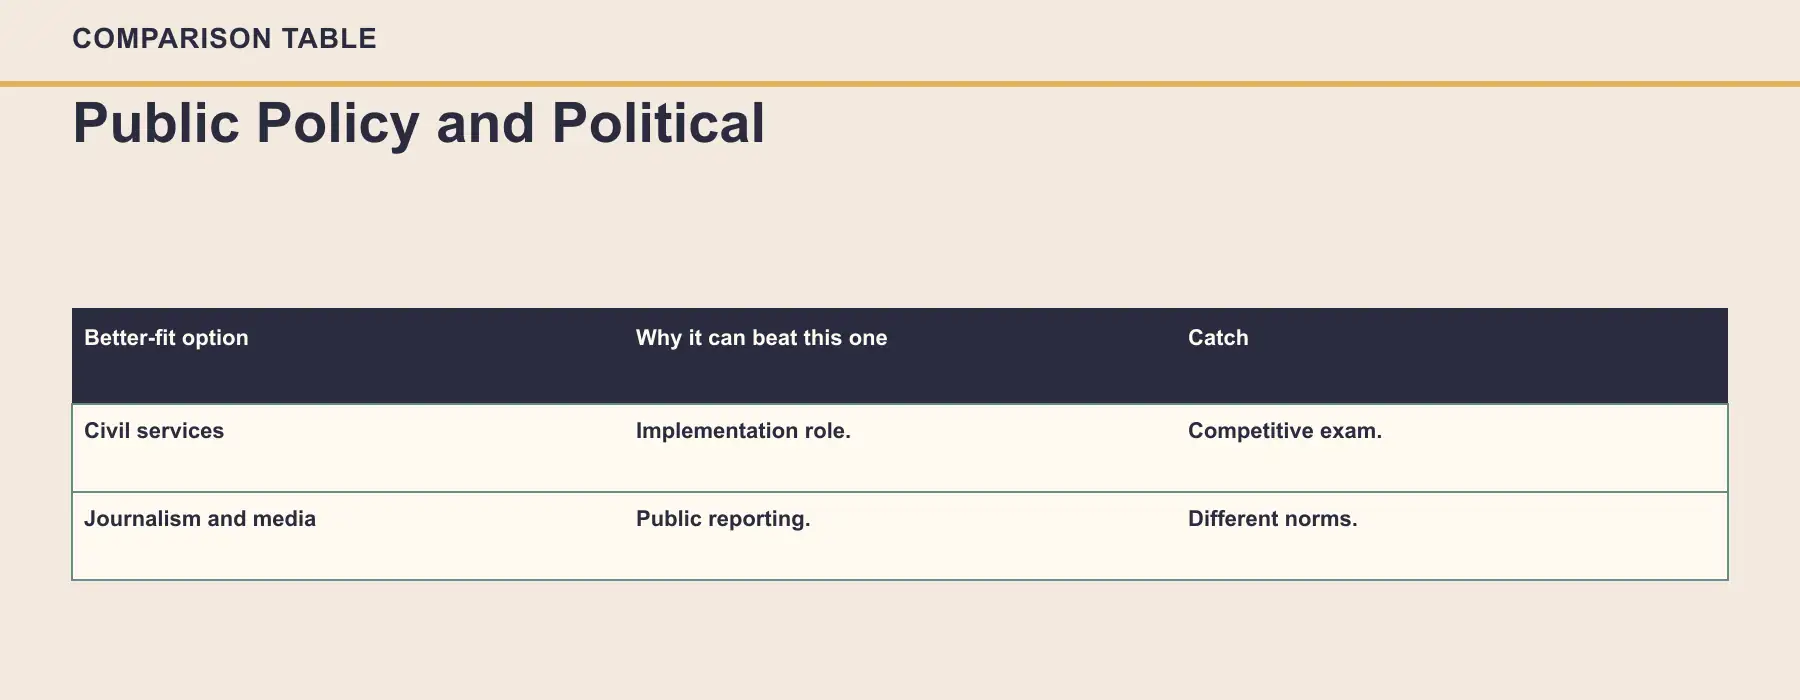 COMPARISON TABLE
Public Policy and Political
Better-fit option Why it can beat this one Catch
Civil services Implementation role. Competitive exam.
Journalism and media Public reporting. Different norms.